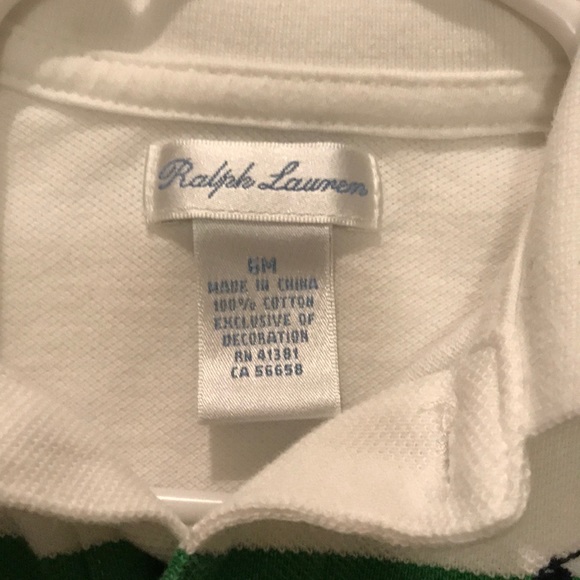 Ralph Lauren
6M
MADE IN CHINA
100% COTTON
EXCLUSIVE OF
DECORATION
RN 41381
CA 56658